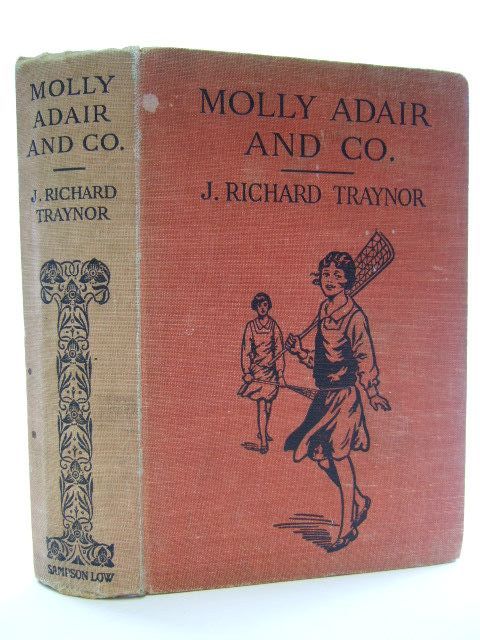 MOLLY
ADAIR
AND CO.
J. RICHARD
TRAYNOR
SAMPSON LOW
MOLLY ADAIR
AND CO.
J. RICHARD TRAYNOR